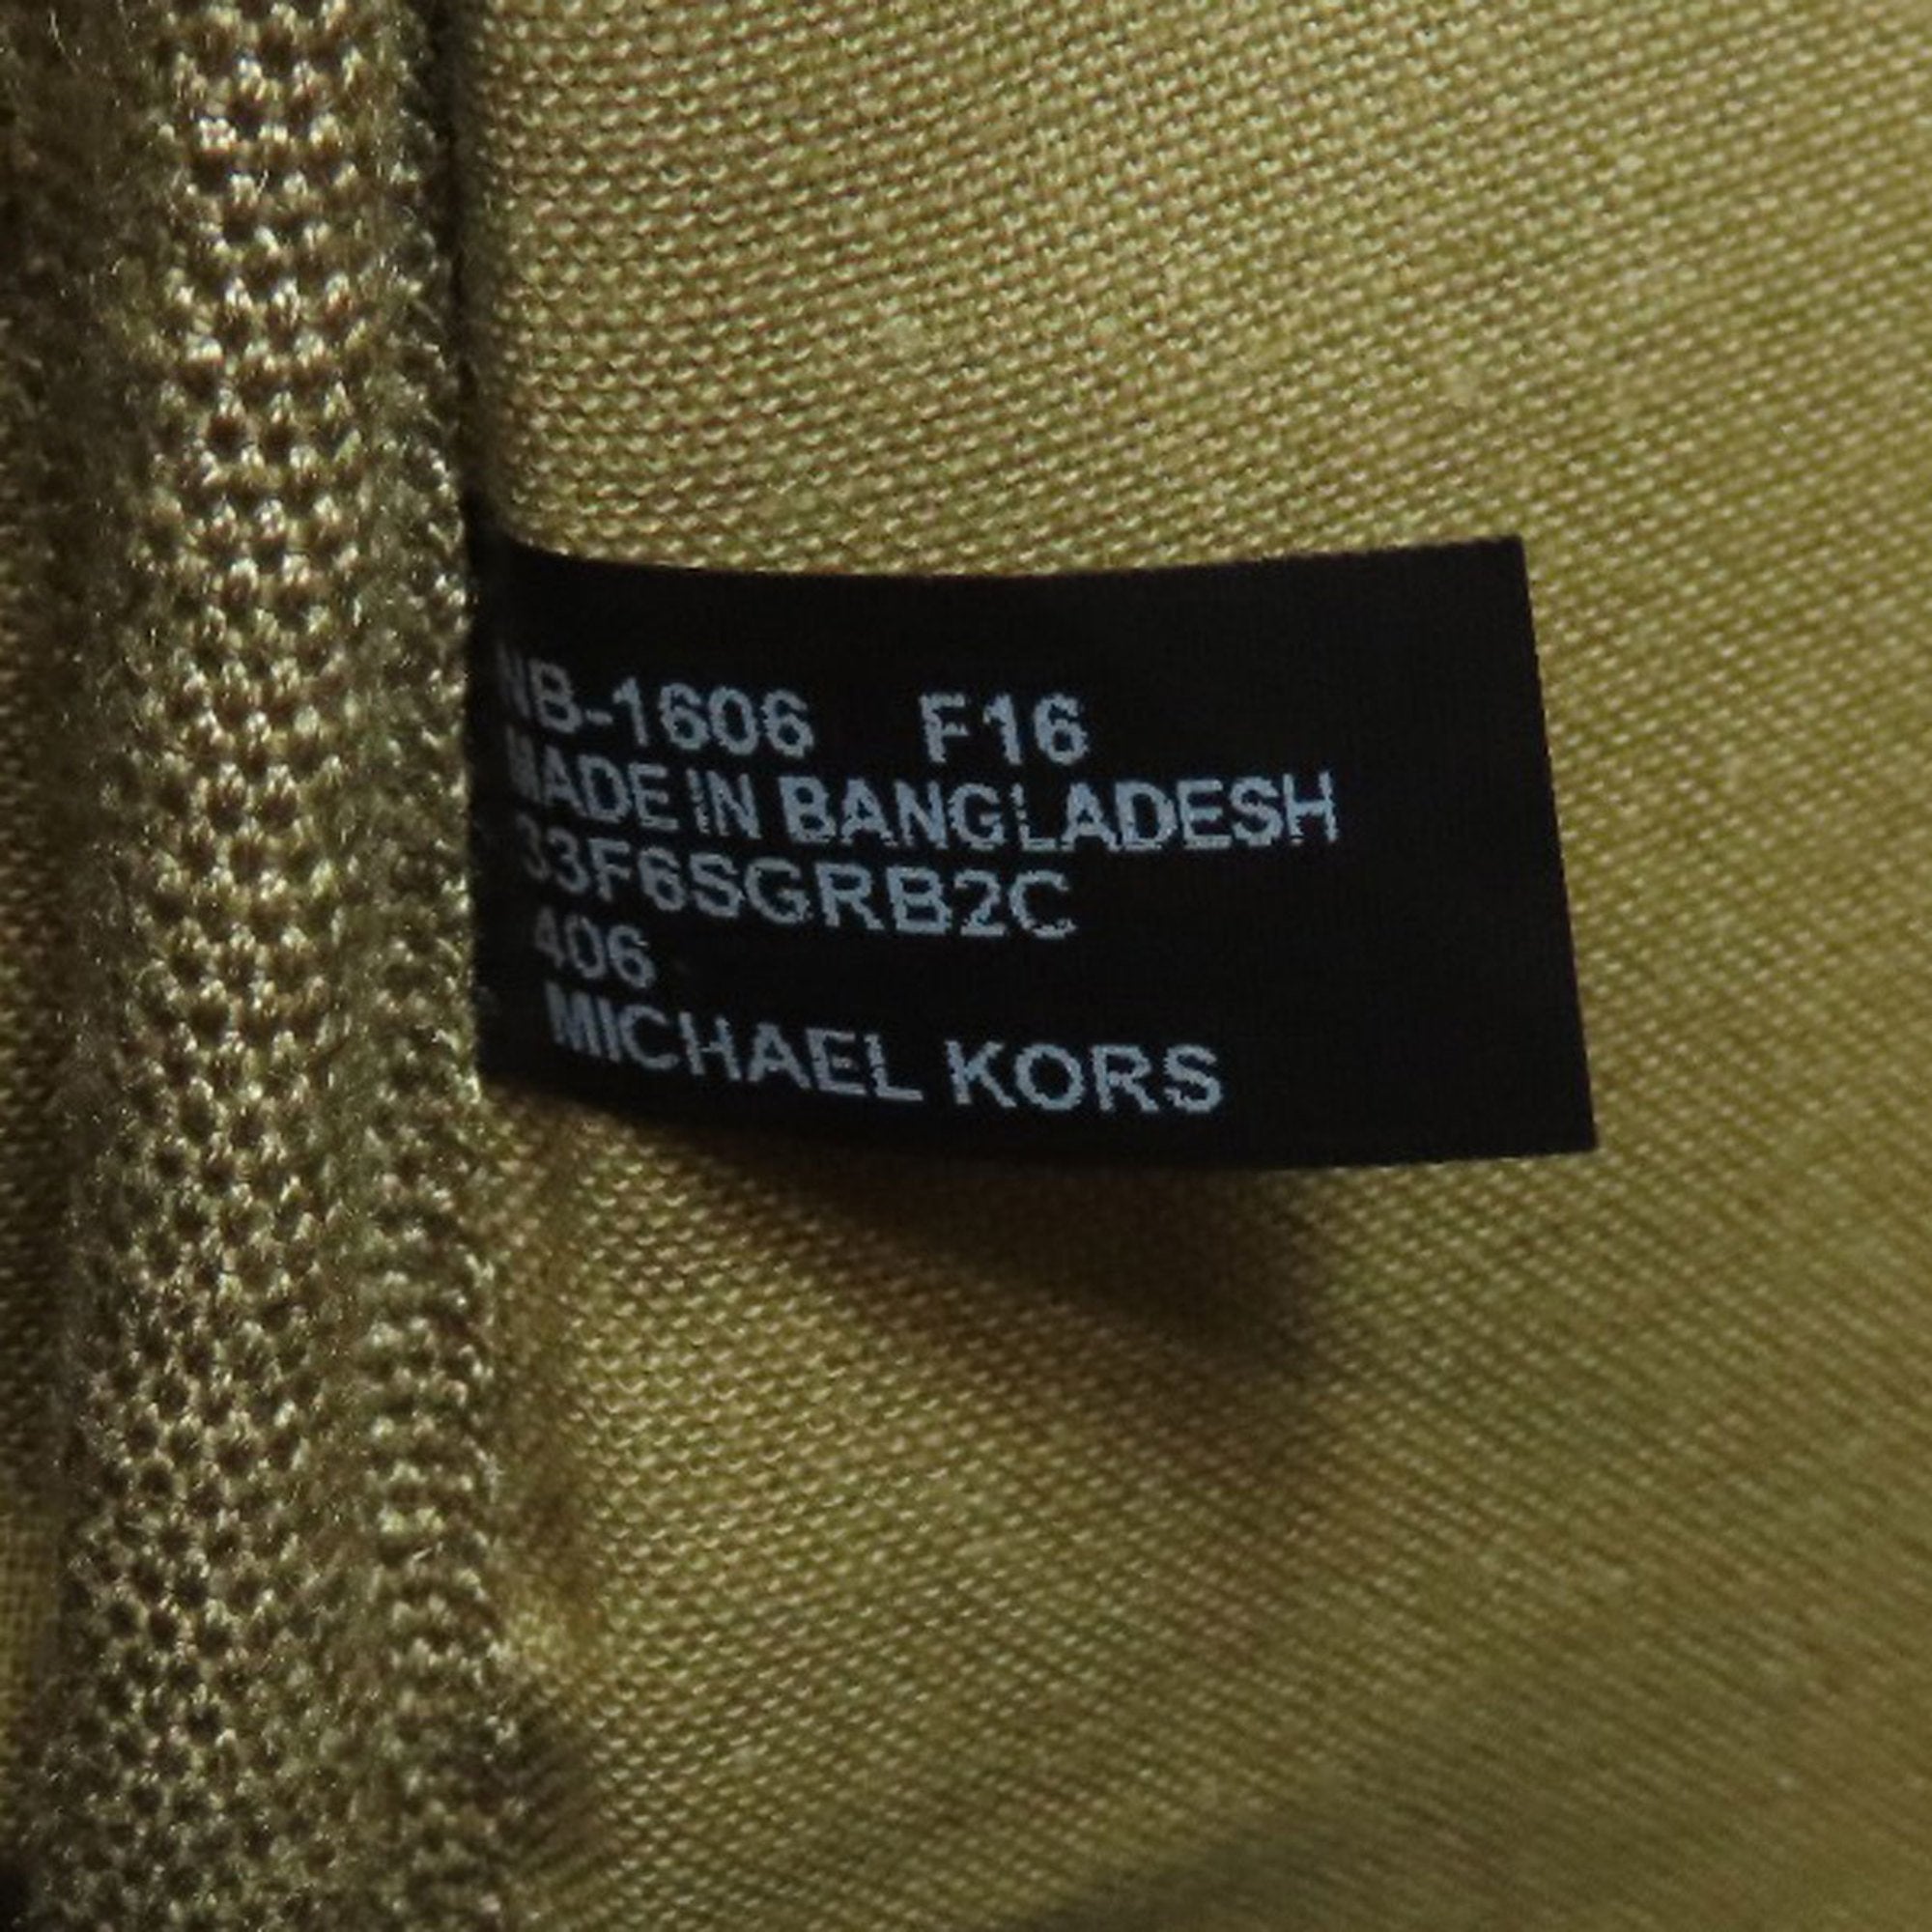 NB-1606 F16
MADE IN BANGLADESH
33F6SGRB2C
406
MICHAEL KORS